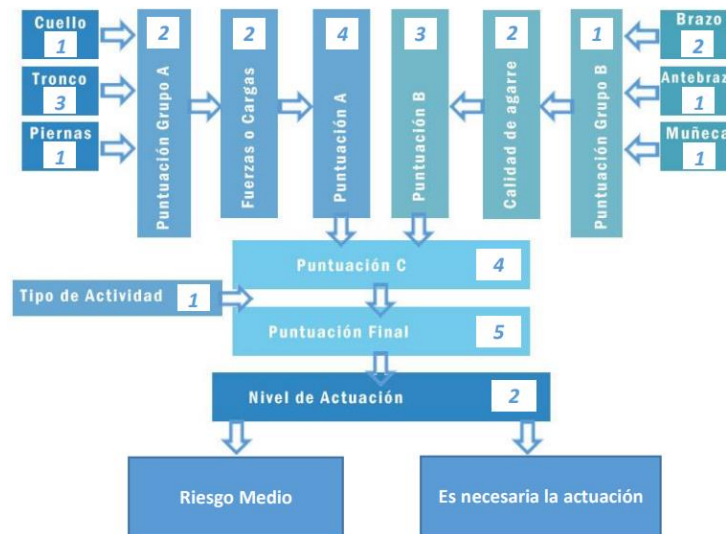 Cuello
1
Tronco
3
Piernas
1
2
Puntuación Grupo A
2
Fuerzas o Cargas
4
Puntuación A
3
Puntuación B
2
Calidad de agarre
1
Puntuación Grupo B
Brazo
2
Antebraz
1
Muñeca
1
Puntuación C
4
Tipo de Actividad
1
Puntuación Final
5
Nivel de Actuación
2
Riesgo Medio
Es necesaria la actuación